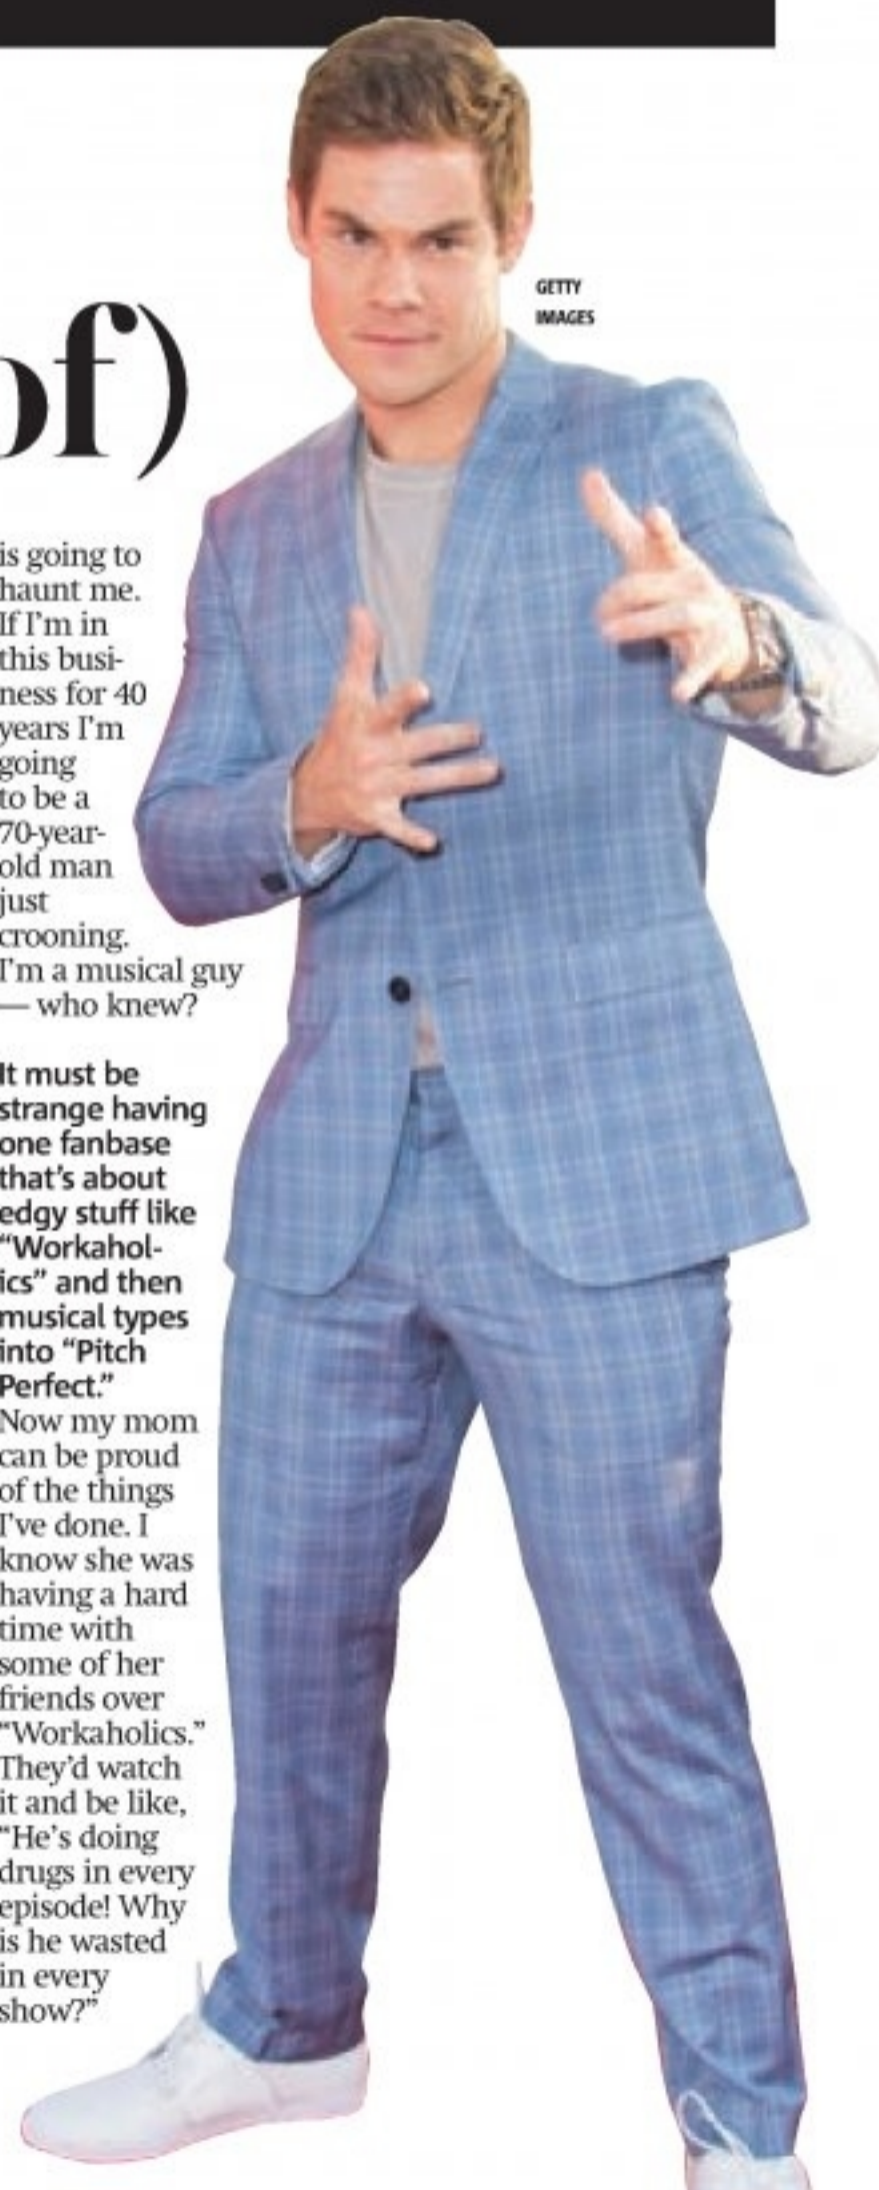 of)
GETTY
IMAGES
is going to
haunt me.
If I'm in
this busi-
ness for 40
years I'm
going
to be a
70-year-
old man
just
crooning.
I'm a musical guy
— who knew?
It must be
strange having
one fanbase
that's about
edgy stuff like
“Workahol-
ics” and then
musical types
into “Pitch
Perfect.”
Now my mom
can be proud
of the things
I've done. I
know she was
having a hard
time with
some of her
friends over
“Workaholics.”
They'd watch
it and be like,
“He's doing
drugs in every
episode! Why
is he wasted
in every
show?”